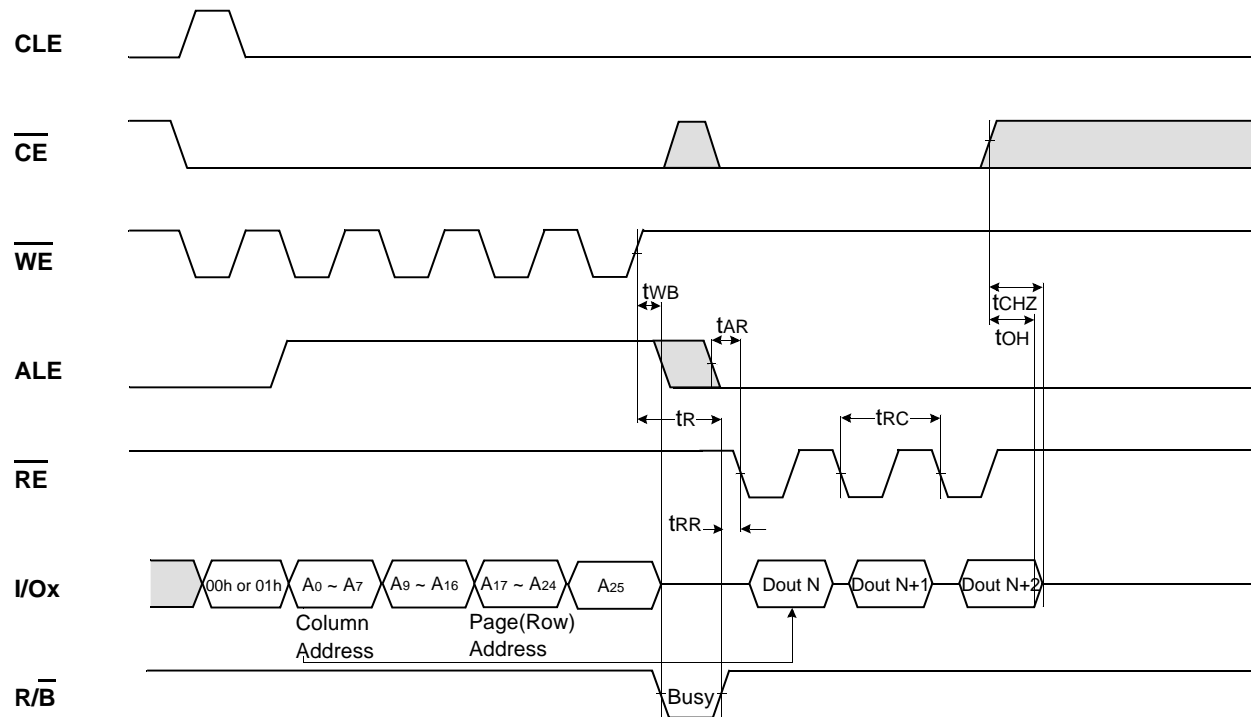 CLE
CE
WE
tWB
tCHZ
tAR
tOH
ALE
tR
tRC
RE
tRR
I/Ox
00h or 01h
A0 ~ A7
A9 ~ A16
A17 ~ A24
A25
Dout N
Dout N+1
Dout N+2
Column
Address
Page(Row)
Address
R/B
Busy